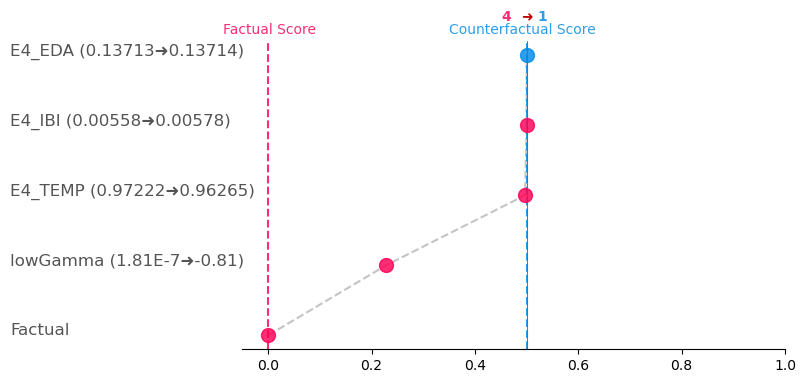 4 ➜ 1
Factual Score Counterfactual Score
E4_EDA (0.13713➜0.13714)
E4_IBI (0.00558➜0.00578)
E4_TEMP (0.97222➜0.96265)
lowGamma (1.81E-7➜-0.81)
Factual
0.0 0.2 0.4 0.6 0.8 1.0